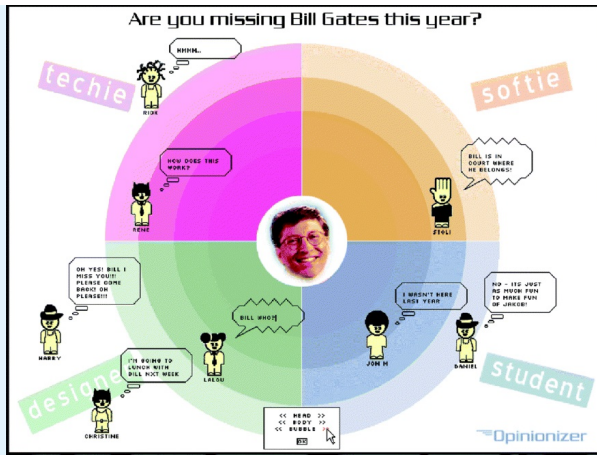 Are you missing Bill Gates this year?
techie
softie
HMMM...
RICK
HOW DOES THIS
WORK?
RENE
BILL IS IN
COURT WHERE
HE BELONGS!
STOLI
OH YES! BILL I
MISS YOU!!!
PLEASE COME
BACK! OH
PLEASE!!!
HARRY
BILL WHO?
LALOU
I WASN'T HERE
LAST YEAR
JON M
NO - ITS JUST
AS MUCH FUN
TO MAKE FUN
OF JAKOB!
DANIEL
I'M GOING TO
LUNCH WITH
BILL NXT WEEK
CHRISTINE
designe
student
<< HEAD >>
<< BODY >>
<< BUBBLE >>
OK
Opinionizer